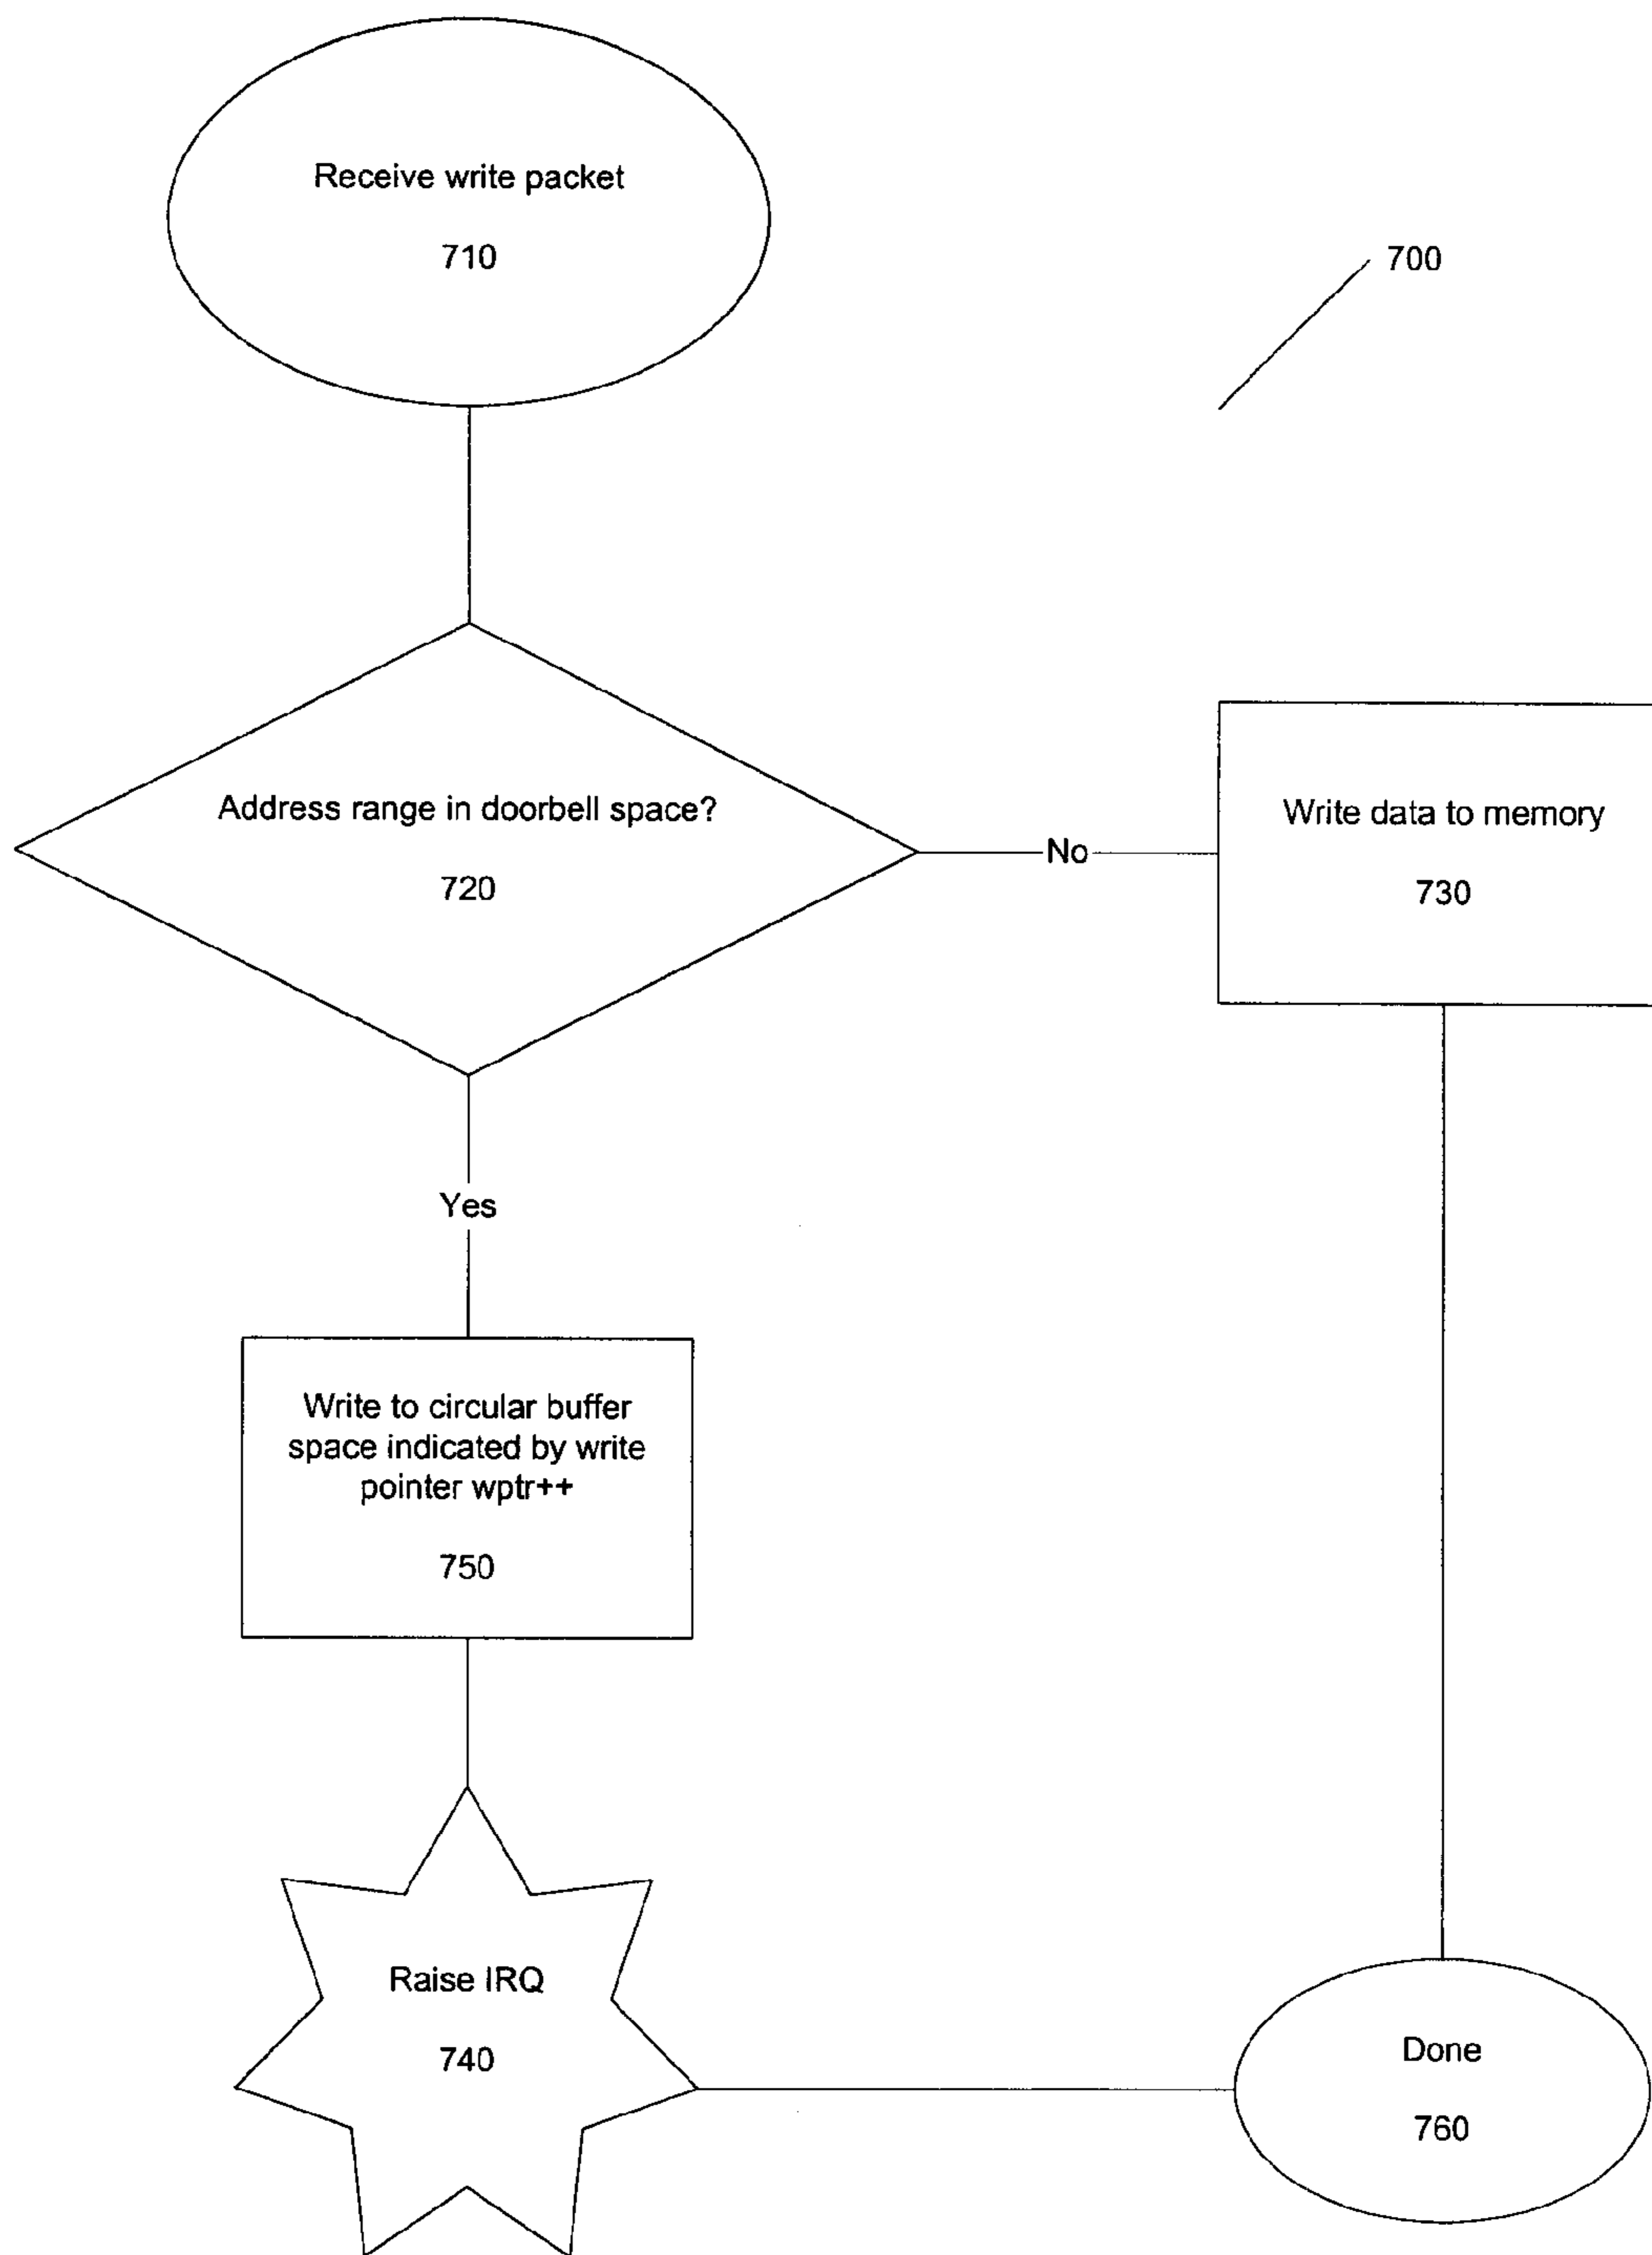 Receive write packet
710
700
Address range in doorbell space?
720
No
Write data to memory
730
Yes
Write to circular buffer
space indicated by write
pointer wptr++
750
Raise IRQ
740
Done
760